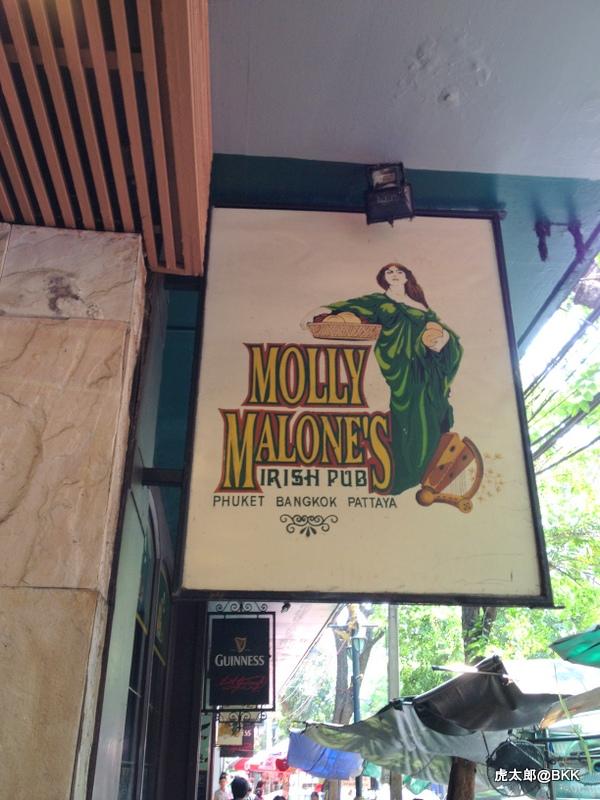 MOLLY
MALONE'S
IRISH PUB
PHUKET BANGKOK PATTAYA
GUINNESS
虎太郎@BKK